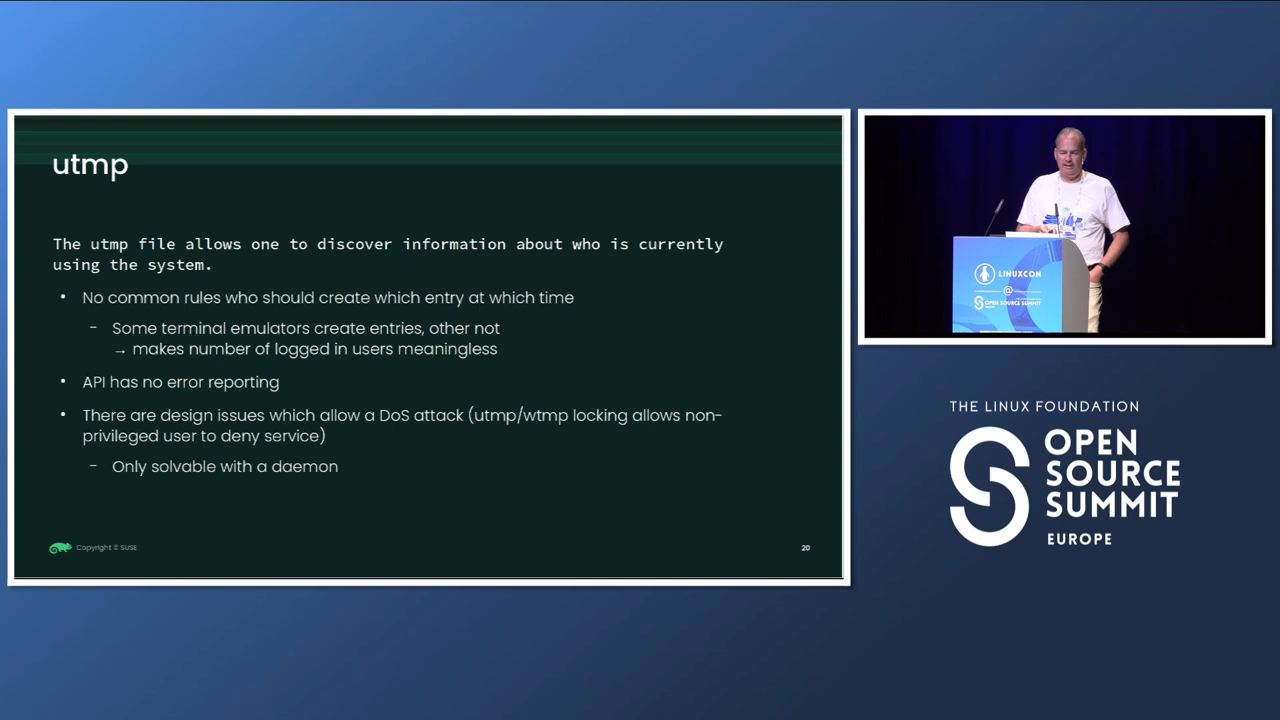 utmp
The utmp file allows one to discover information about who is currently
using the system.
• No common rules who should create which entry at which time
- Some terminal emulators create entries, other not
→ makes number of logged in users meaningless
• API has no error reporting
• There are design issues which allow a DoS attack (utmp/wtmp locking allows non-
privileged user to deny service)
- Only solvable with a daemon
Copyright © SUSE
20
LINUXCON
@
OPEN SOURCE SUMMIT
THE LINUX FOUNDATION
OPEN
SOURCE
SUMMIT
EUROPE